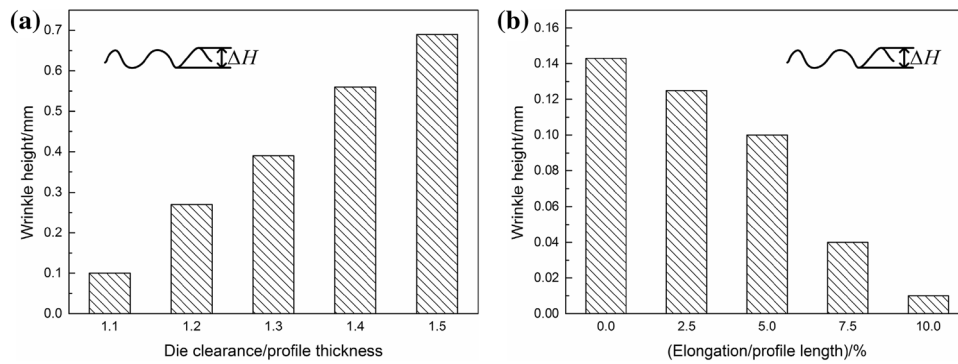 (a)
Wrinkle height/mm
0.7
0.6
0.5
0.4
0.3
0.2
0.1
0.0
ΔH
1.1 1.2 1.3 1.4 1.5
Die clearance/profile thickness
(b)
Wrinkle height/mm
0.16
0.14
0.12
0.10
0.08
0.06
0.04
0.02
0.00
ΔH
0.0 2.5 5.0 7.5 10.0
(Elongation/profile length)/%